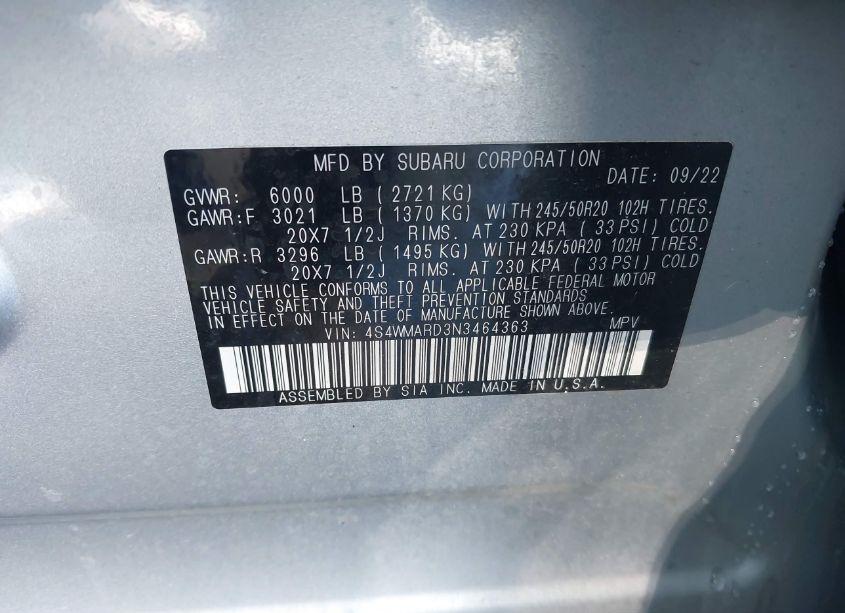 MFD BY SUBARU CORPORATION
DATE: 09/22
GVWR: 6000 LB ( 2721 KG)
GAWR:F 3021 LB ( 1370 KG) WITH 245/50R20 102H TIRES.
20X7 1/2J RIMS. AT 230 KPA ( 33 PSI) COLD
GAWR:R 3296 LB ( 1495 KG) WITH 245/50R20 102H TIRES.
20X7 1/2J RIMS. AT 230 KPA ( 33 PSI) COLD
THIS VEHICLE CONFORMS TO ALL APPLICABLE FEDERAL MOTOR
VEHICLE SAFETY AND THEFT PREVENTION STANDARDS
IN EFFECT ON THE DATE OF MANUFACTURE SHOWN ABOVE.
VIN: 4S4WMARD3N3464363 MPV
ASSEMBLED BY SIA INC. MADE IN U.S.A.